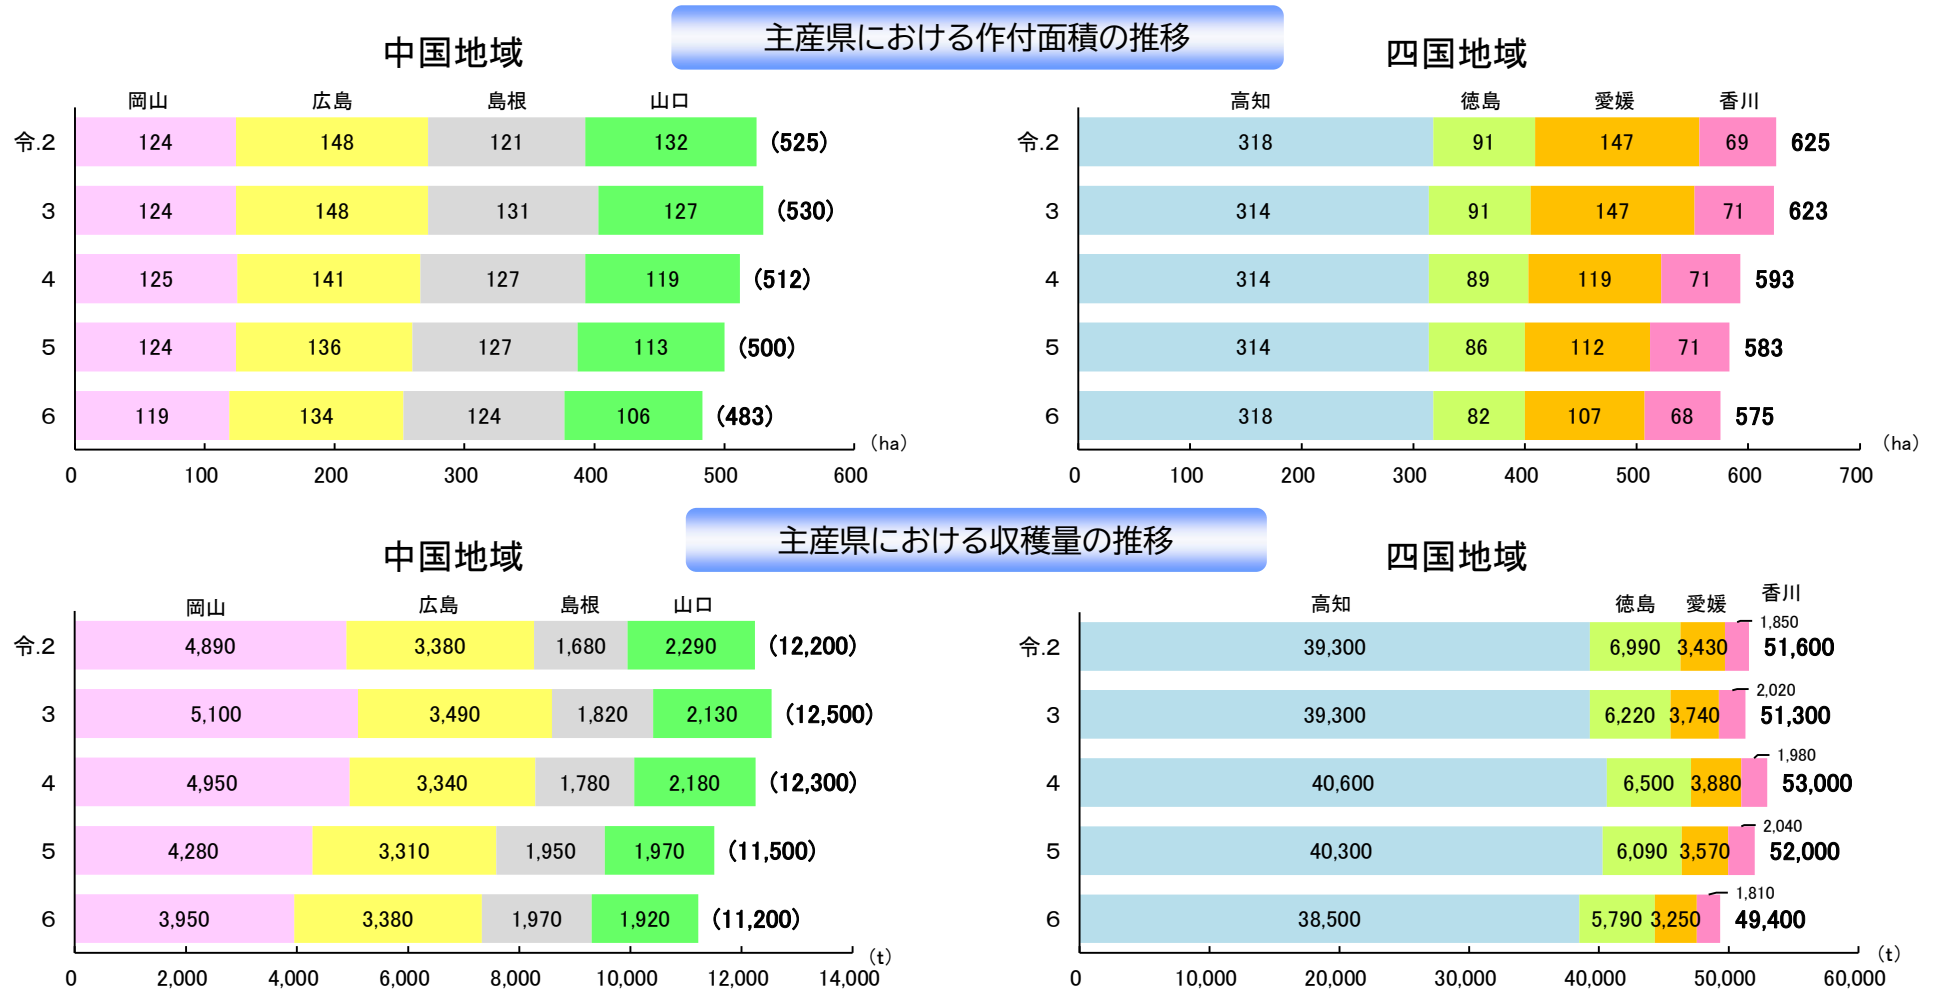 主産県における作付面積の推移
中国地域
岡山 広島 島根 山口
令.2 124 148 121 132 (525)
3 124 148 131 127 (530)
4 125 141 127 119 (512)
5 124 136 127 113 (500)
6 119 134 124 106 (483)
(ha)
0 100 200 300 400 500 600
四国地域
高知 徳島 愛媛 香川
令.2 318 91 147 69 625
3 314 91 147 71 623
4 314 89 119 71 593
5 314 86 112 71 583
6 318 82 107 68 575
(ha)
0 100 200 300 400 500 600 700
主産県における収穫量の推移
中国地域
岡山 広島 島根 山口
令.2 4,890 3,380 1,680 2,290 (12,200)
3 5,100 3,490 1,820 2,130 (12,500)
4 4,950 3,340 1,780 2,180 (12,300)
5 4,280 3,310 1,950 1,970 (11,500)
6 3,950 3,380 1,970 1,920 (11,200)
(t)
0 2,000 4,000 6,000 8,000 10,000 12,000 14,000
四国地域
高知 徳島 愛媛 香川
令.2 39,300 6,990 3,430 1,850 51,600
3 39,300 6,220 3,740 2,020 51,300
4 40,600 6,500 3,880 1,980 53,000
5 40,300 6,090 3,570 2,040 52,000
6 38,500 5,790 3,250 1,810 49,400
(t)
0 10,000 20,000 30,000 40,000 50,000 60,000